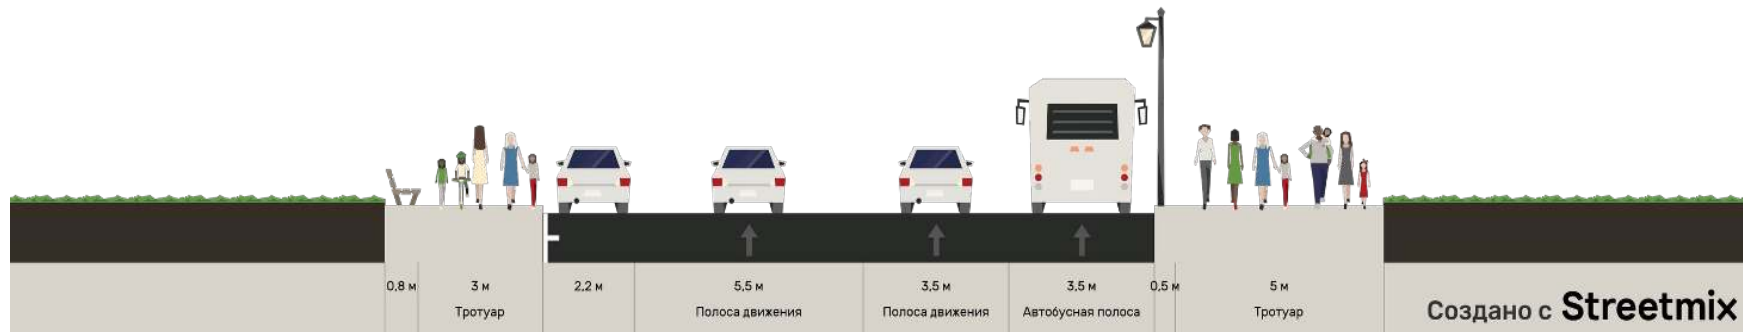 0,8 м
3 м
2,2 м
5,5 м
3,5 м
3,5 м
0,5 м
5 м
Тротуар
Полоса движения
Полоса движения
Автобусная полоса
Тротуар
Создано с Streetmix